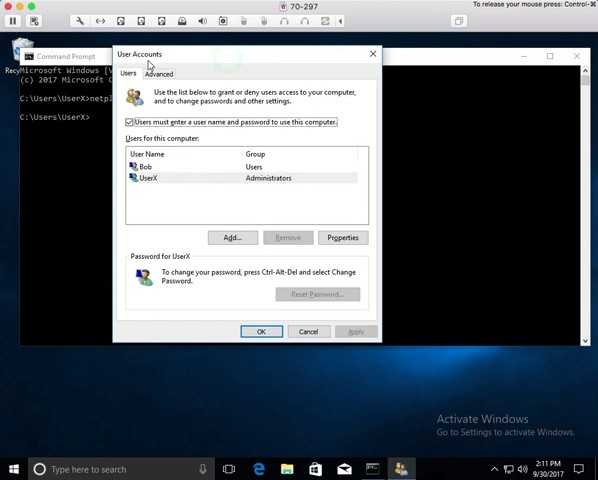 70-297
To release your mouse press: Control-⌘
Recy
Command Prompt
Microsoft Windows [V
(c) 2017 Microsoft C
C:\Users\UserX>netpl
C:\Users\UserX>
User Accounts
Users
Advanced
Use the list below to grant or deny users access to your computer,
and to change passwords and other settings.
Users must enter a user name and password to use this computer.
Users for this computer:
User Name Group
Bob Users
UserX Administrators
Add... Remove Properties
Password for UserX
To change your password, press Ctrl-Alt-Del and select Change
Password.
Reset Password...
OK Cancel Apply
Activate Windows
Go to Settings to activate Windows.
Type here to search
2:11 PM
9/30/2017